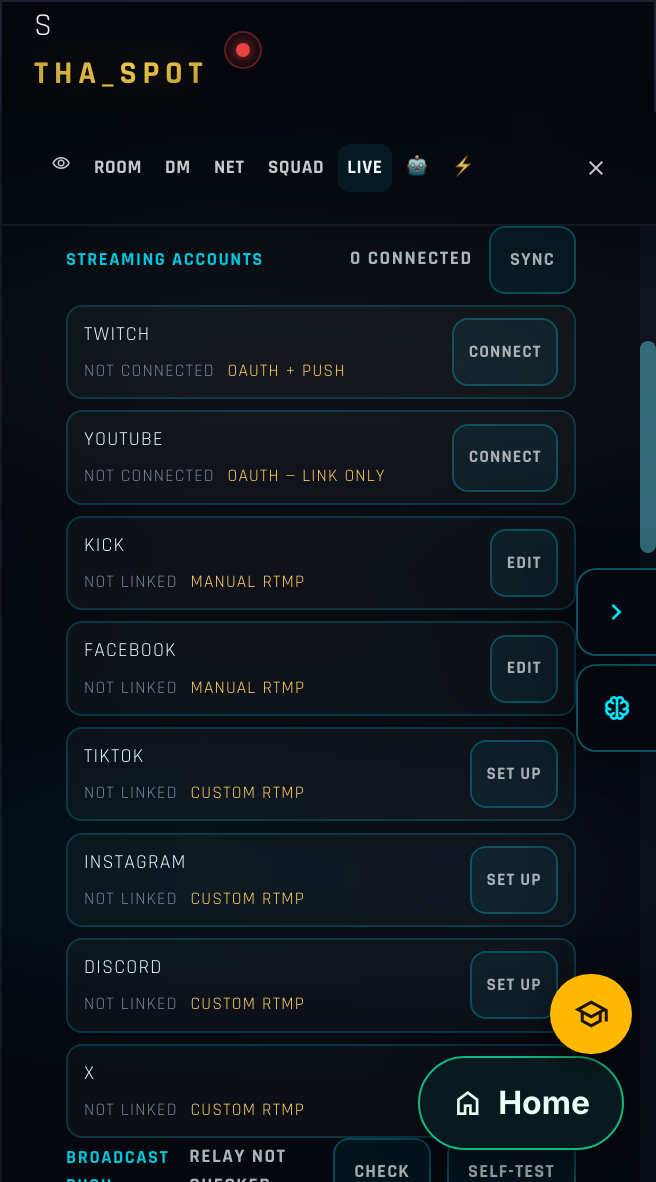 S
THA_SPOT
ROOM DM NET SQUAD LIVE
STREAMING ACCOUNTS 0 CONNECTED SYNC
TWITCH
NOT CONNECTED OAUTH + PUSH CONNECT
YOUTUBE
NOT CONNECTED OAUTH — LINK ONLY CONNECT
KICK
NOT LINKED MANUAL RTMP EDIT
FACEBOOK
NOT LINKED MANUAL RTMP EDIT
TIKTOK
NOT LINKED CUSTOM RTMP SET UP
INSTAGRAM
NOT LINKED CUSTOM RTMP SET UP
DISCORD
NOT LINKED CUSTOM RTMP SET UP
X
NOT LINKED CUSTOM RTMP
Home
BROADCAST RELAY NOT
CHECK SELF-TEST